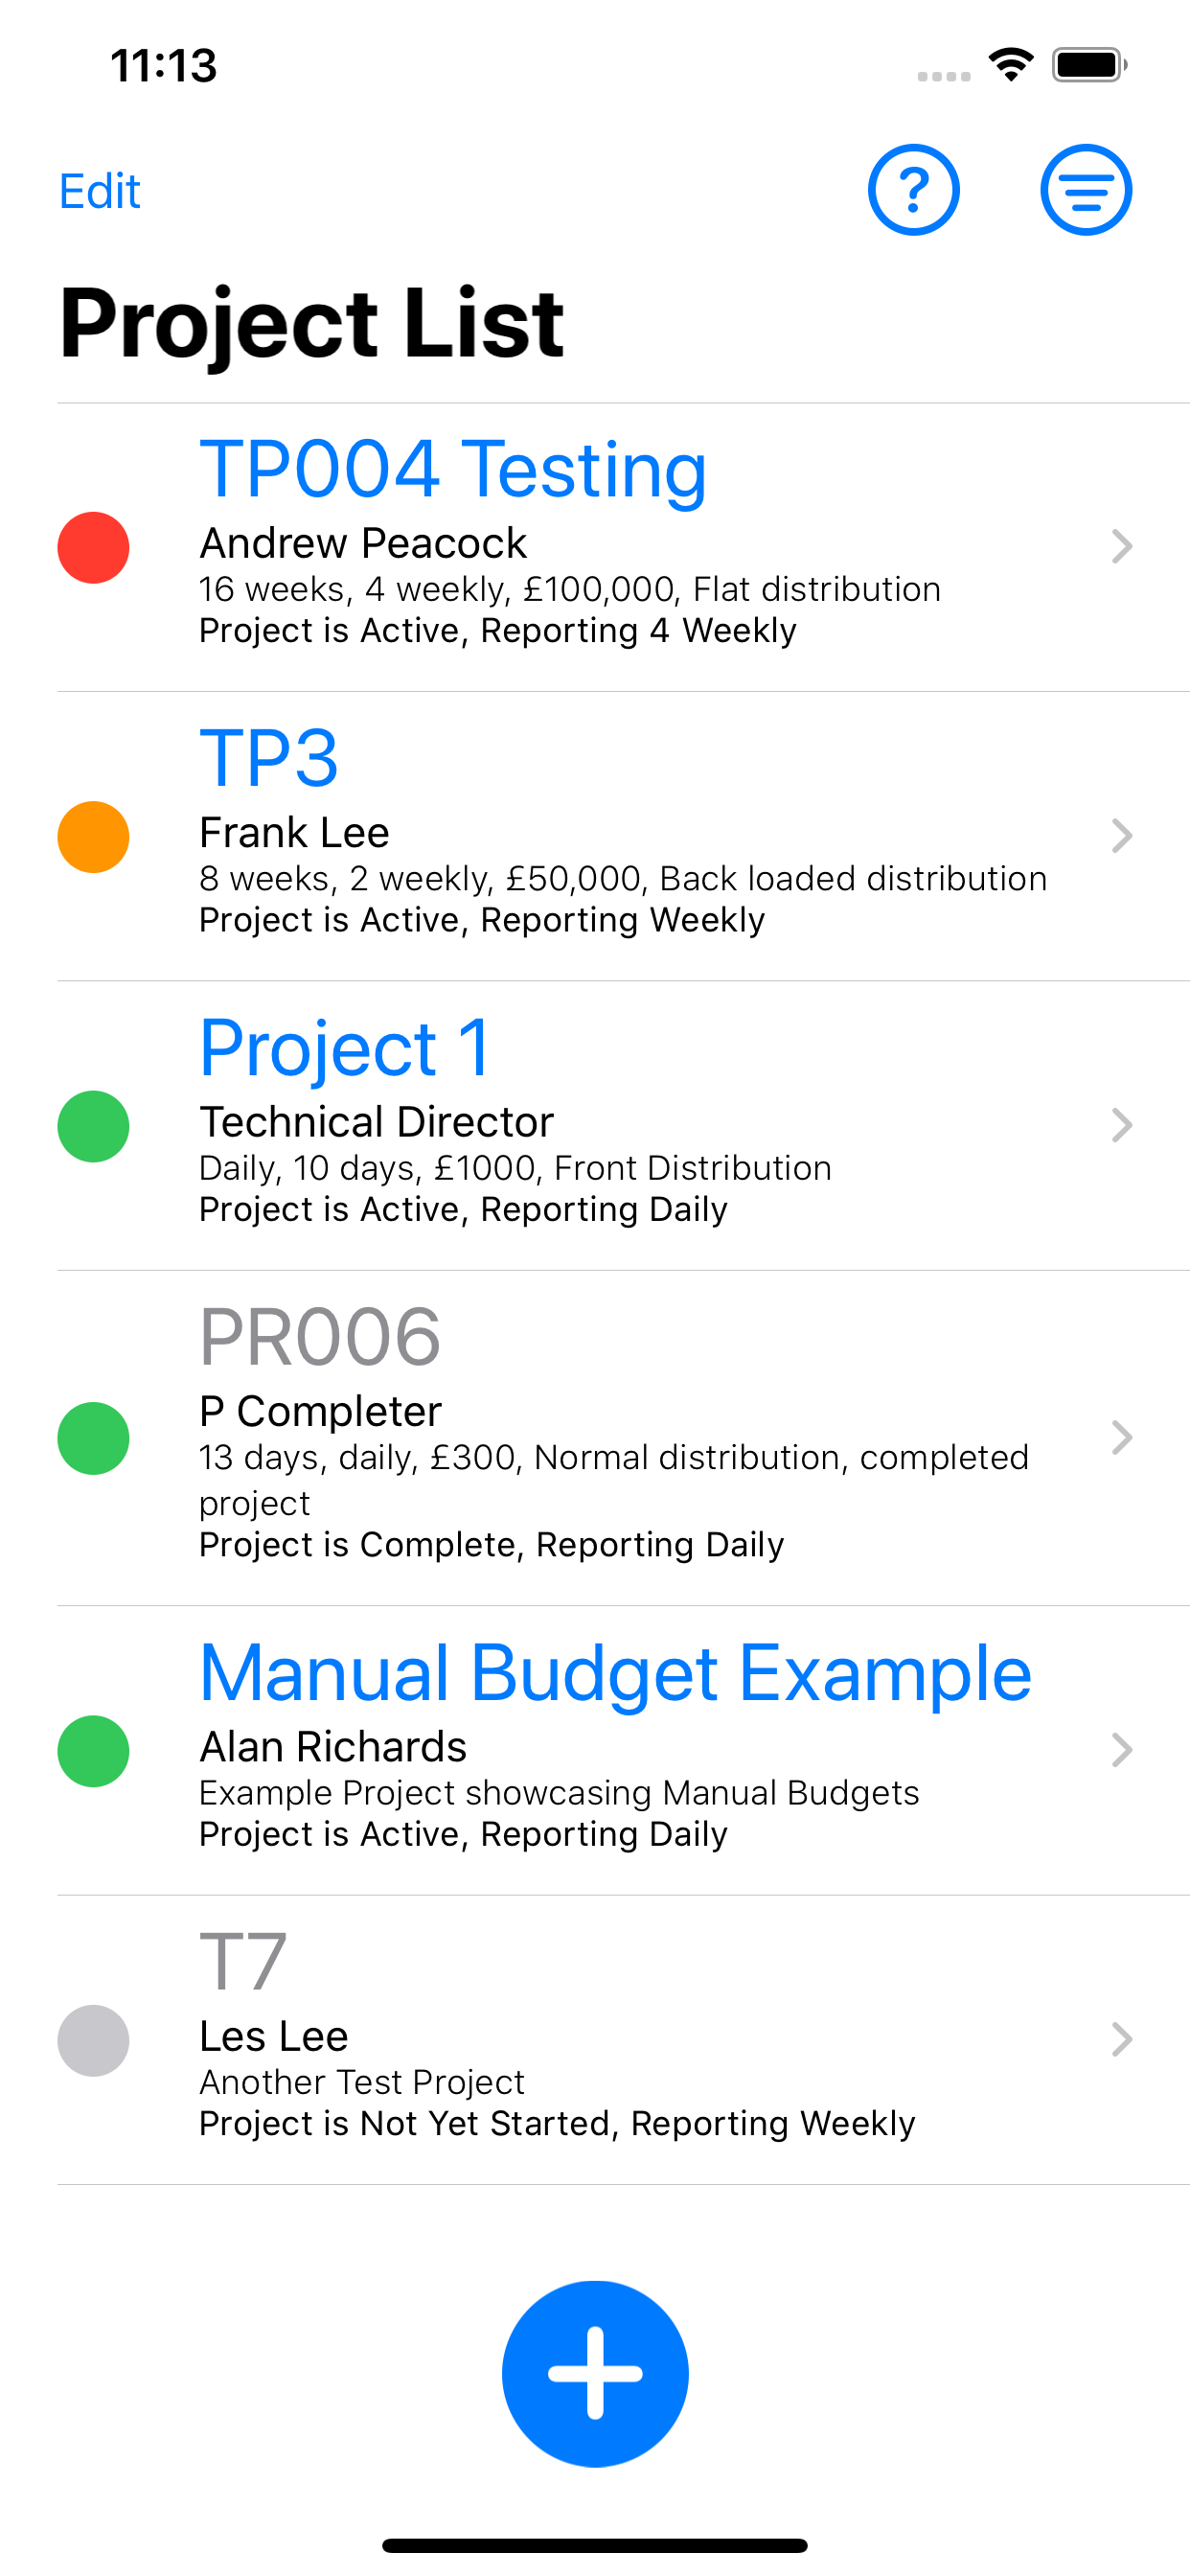 11:13
Edit
?
Project List
TP004 Testing
Andrew Peacock
16 weeks, 4 weekly, £100,000, Flat distribution
Project is Active, Reporting 4 Weekly
TP3
Frank Lee
8 weeks, 2 weekly, £50,000, Back loaded distribution
Project is Active, Reporting Weekly
Project 1
Technical Director
Daily, 10 days, £1000, Front Distribution
Project is Active, Reporting Daily
PR006
P Completer
13 days, daily, £300, Normal distribution, completed
project
Project is Complete, Reporting Daily
Manual Budget Example
Alan Richards
Example Project showcasing Manual Budgets
Project is Active, Reporting Daily
T7
Les Lee
Another Test Project
Project is Not Yet Started, Reporting Weekly